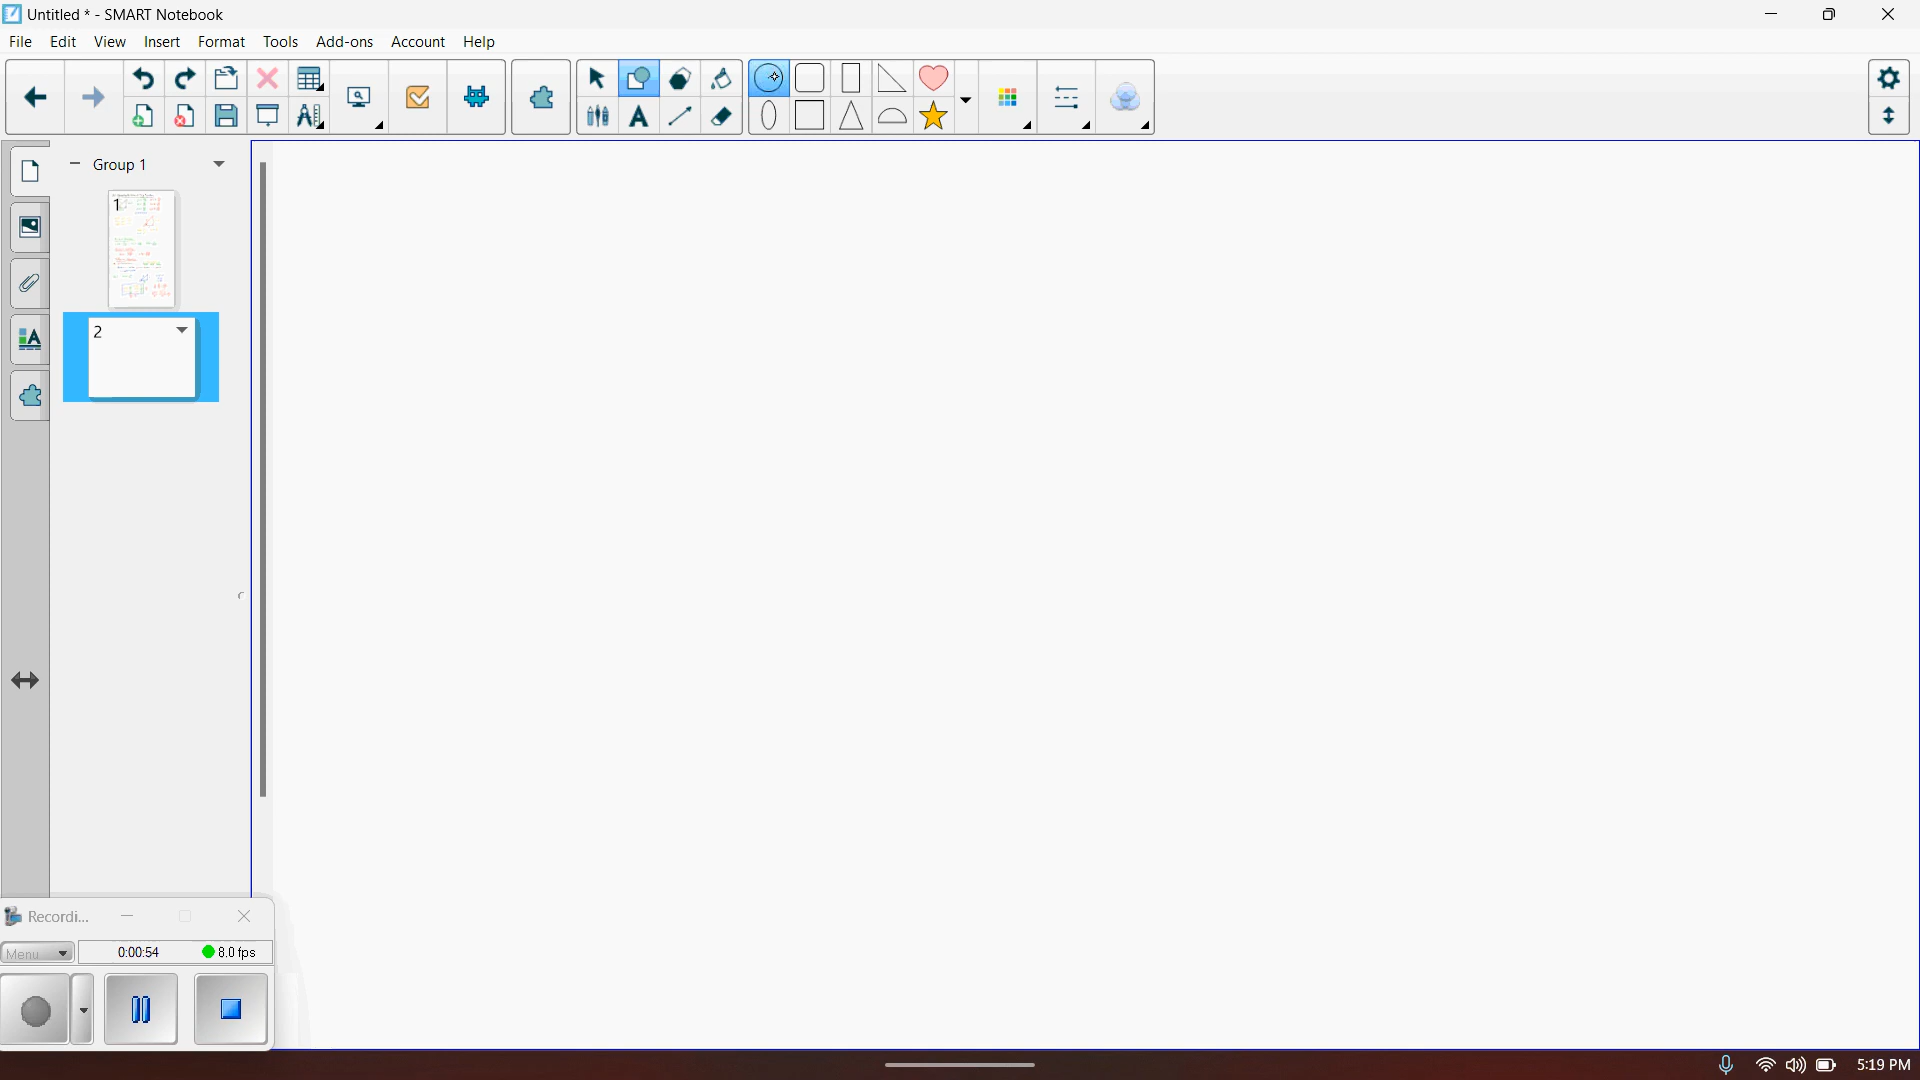 Untitled * - SMART Notebook
File Edit View Insert Format Tools Add-ons Account Help
Group 1
1
2
Recordi...
Menu 0:00:54 8.0 fps
5:19 PM